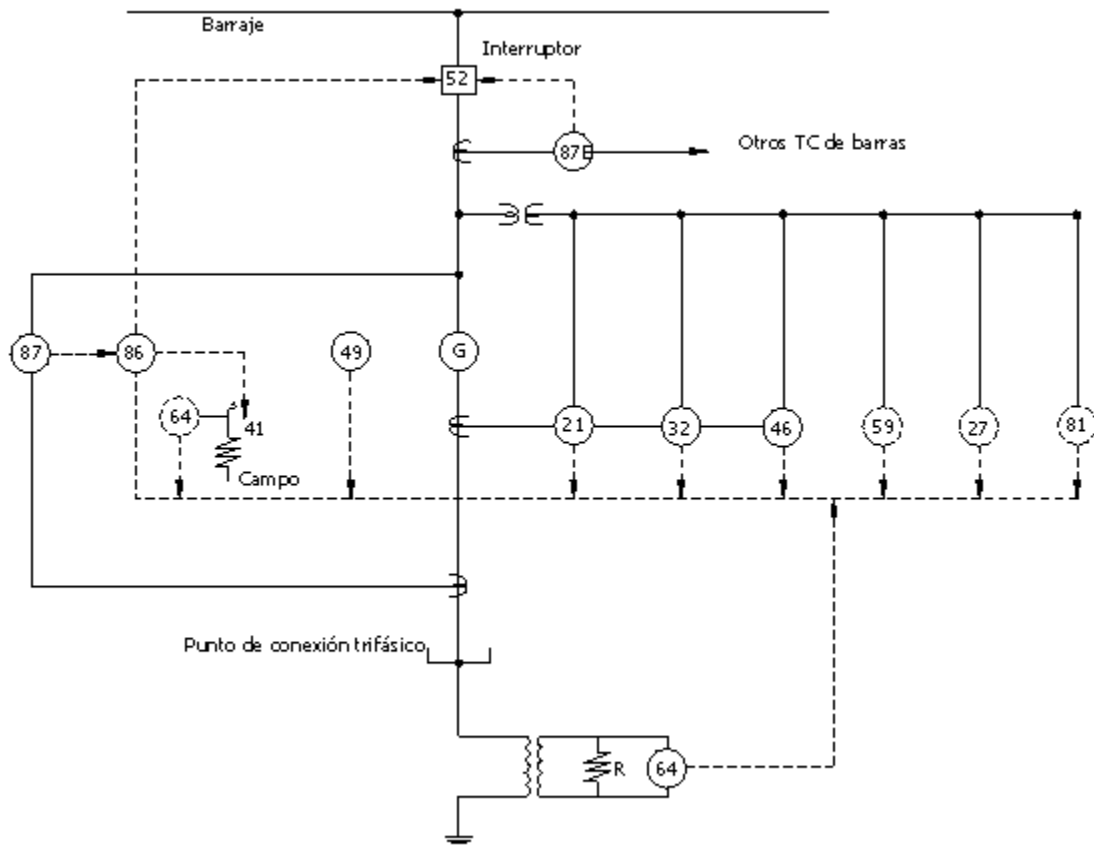 Barraje
Interruptor
52
87B
Otros TC de barras
87
86
49
G
64
41
21
32
46
59
27
81
Campo
Punto de conexión trifásico
R
64